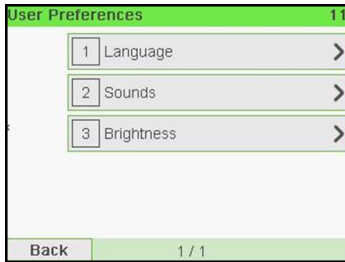 User Preferences 11
1 Language
2 Sounds
3 Brightness
Back 1 / 1